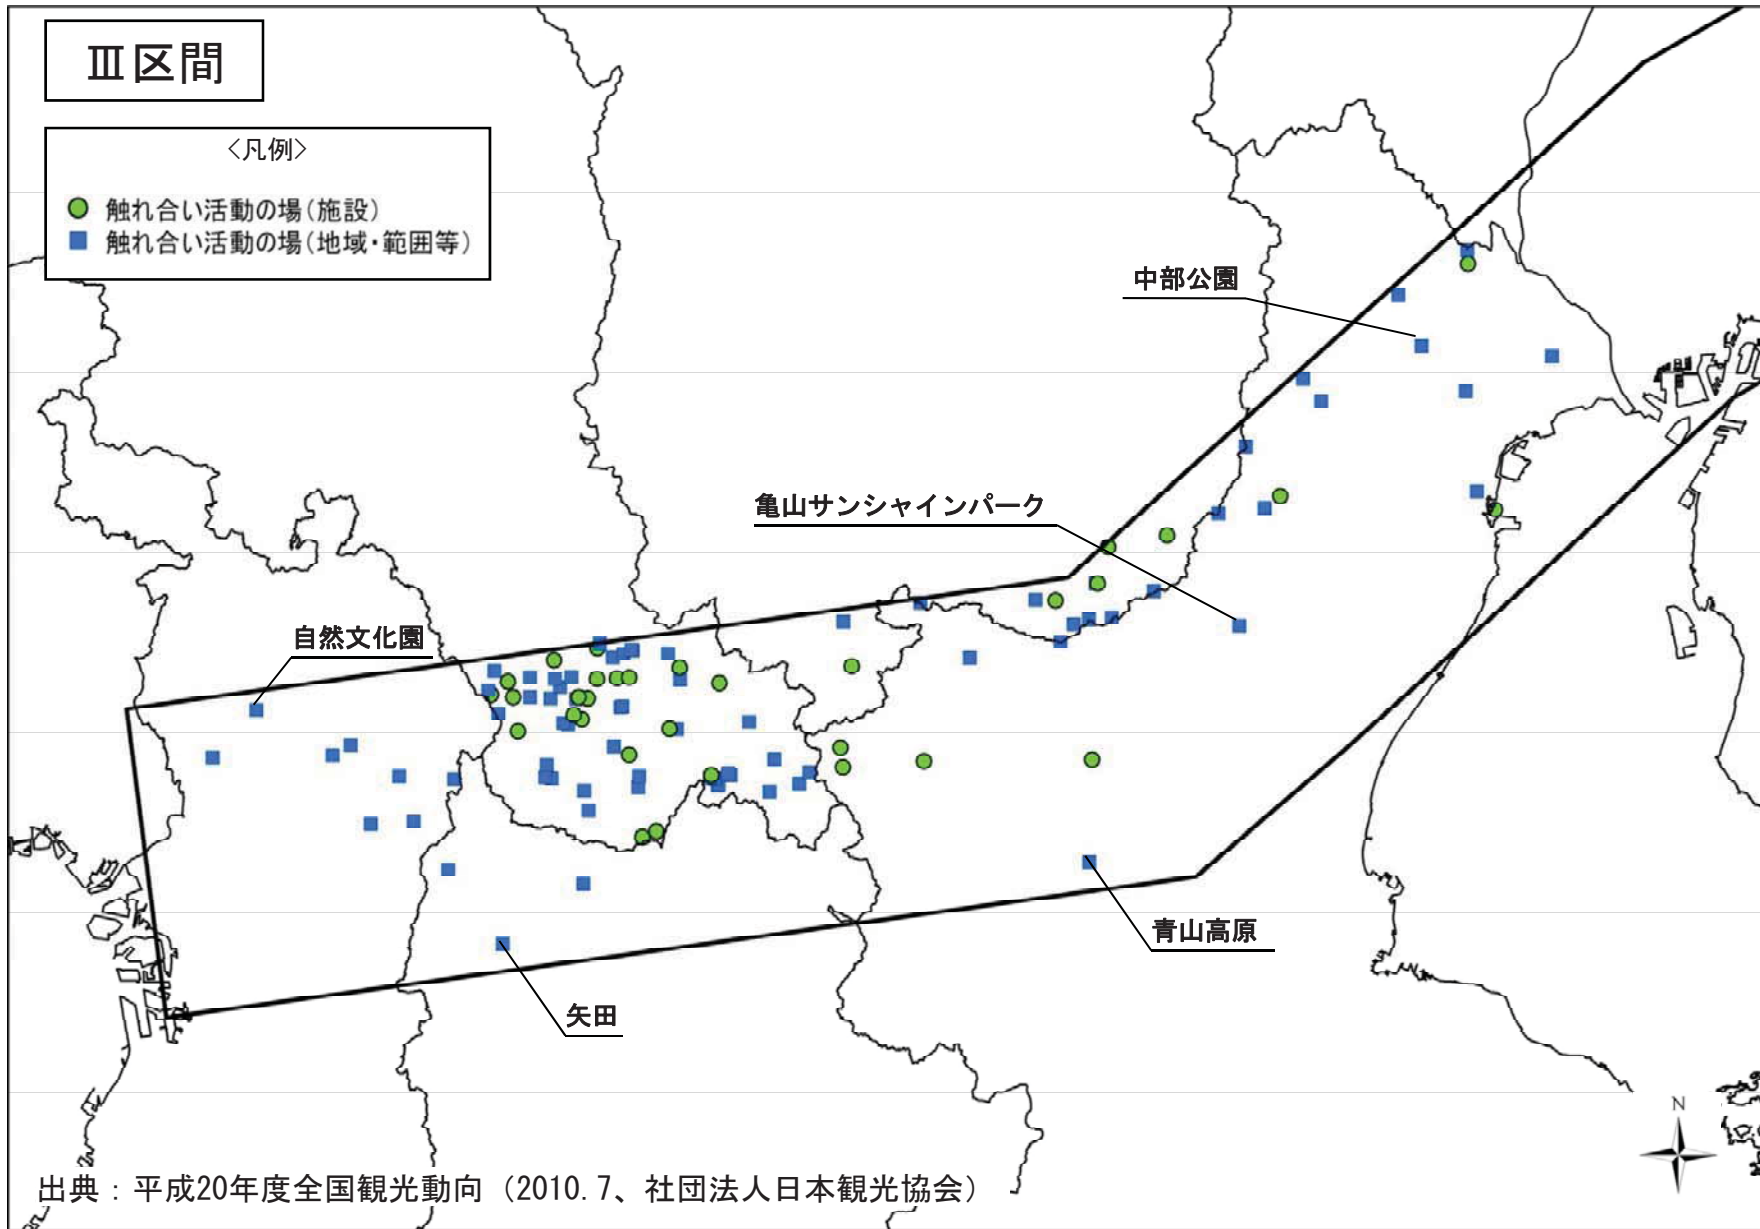 Ⅲ区間
<凡例>
触れ合い活動の場(施設)
触れ合い活動の場(地域・範囲等)
中部公園
亀山サンシャインパーク
自然文化園
青山高原
矢田
N
出典：平成20年度全国観光動向（2010.7、社団法人日本観光協会）